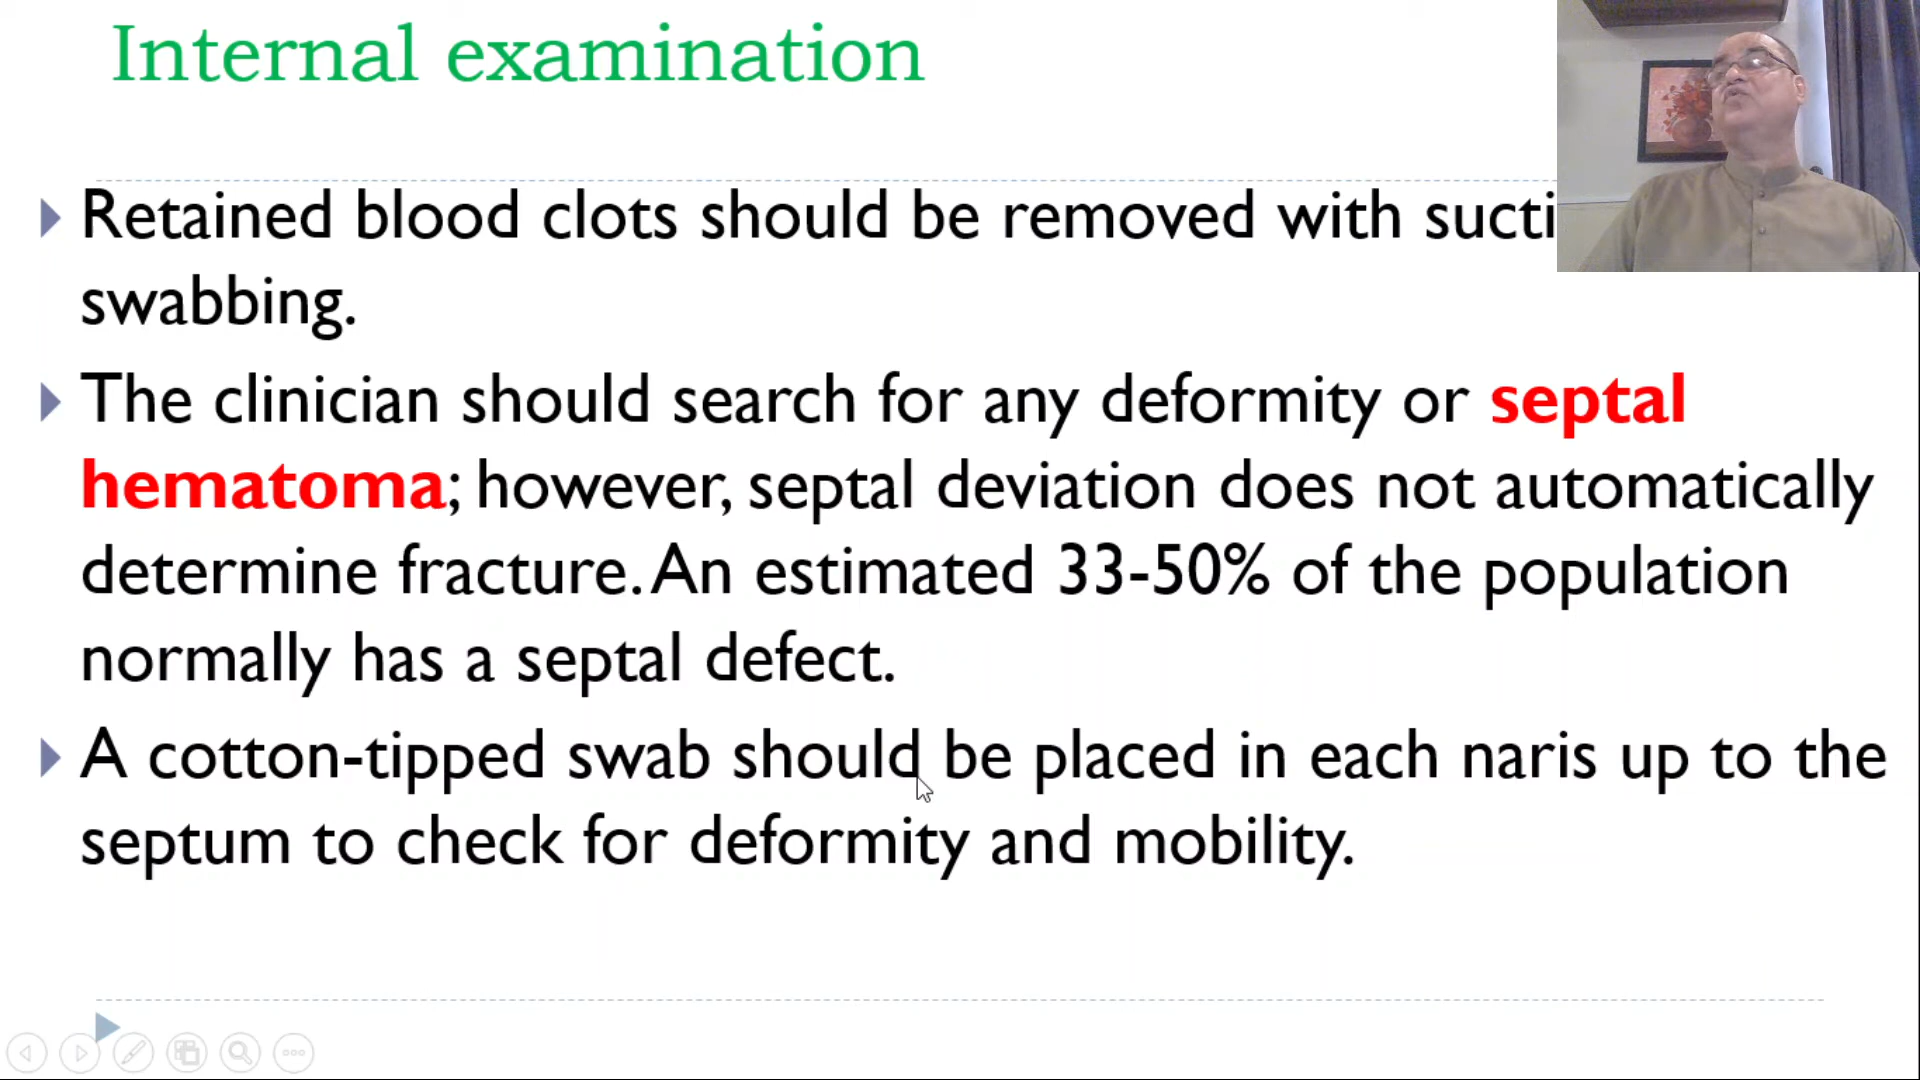 Internal examination
Retained blood clots should be removed with
swabbing.
The clinician should search for any deformity or septal
hematoma; however, septal deviation does not automatically
determine fracture. An estimated 33-50% of the population
normally has a septal defect.
A cotton-tipped swab should be placed in each naris up to the
septum to check for deformity and mobility.